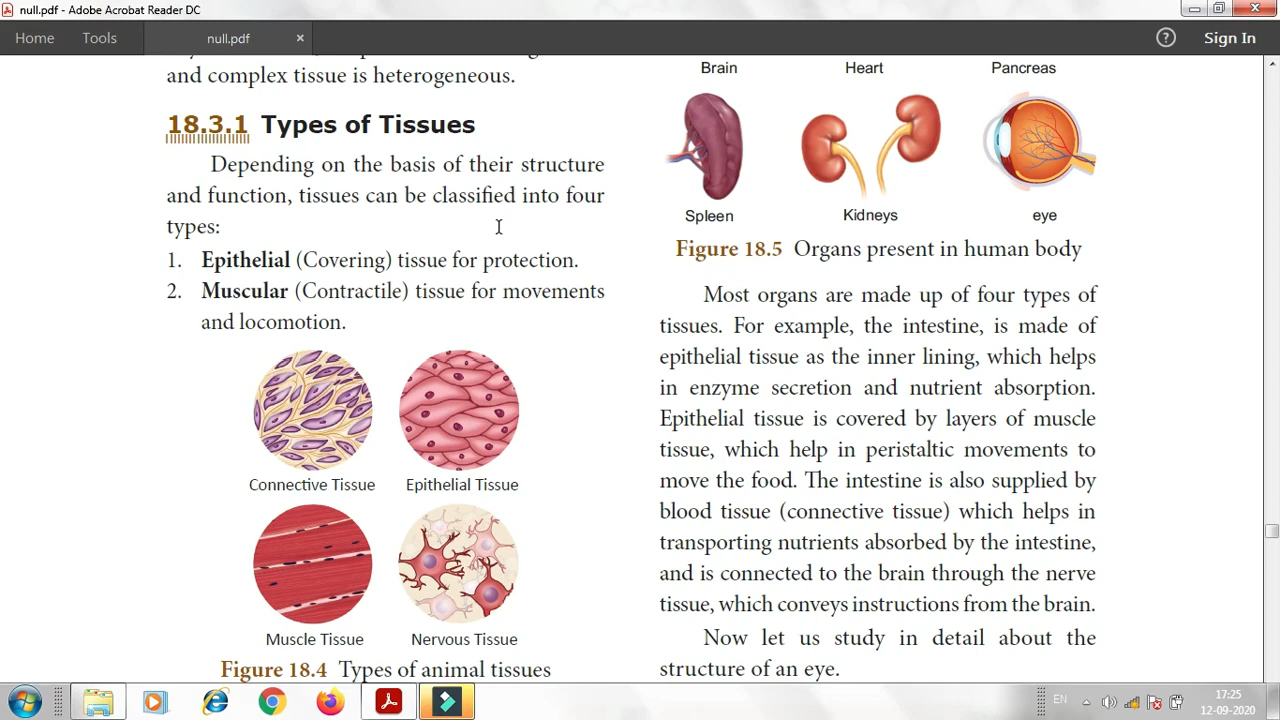 null.pdf - Adobe Acrobat Reader DC
Home Tools null.pdf × ? Sign In
and complex tissue is heterogeneous.
18.3.1 Types of Tissues
Depending on the basis of their structure
and function, tissues can be classified into four
types:
1. Epithelial (Covering) tissue for protection.
2. Muscular (Contractile) tissue for movements
and locomotion.
Connective Tissue Epithelial Tissue
Muscle Tissue Nervous Tissue
Figure 18.4 Types of animal tissues
Brain Heart Pancreas
Spleen Kidneys eye
Figure 18.5 Organs present in human body
Most organs are made up of four types of
tissues. For example, the intestine, is made of
epithelial tissue as the inner lining, which helps
in enzyme secretion and nutrient absorption.
Epithelial tissue is covered by layers of muscle
tissue, which help in peristaltic movements to
move the food. The intestine is also supplied by
blood tissue (connective tissue) which helps in
transporting nutrients absorbed by the intestine,
and is connected to the brain through the nerve
tissue, which conveys instructions from the brain.
Now let us study in detail about the
structure of an eye.
EN
17:25
12-09-2020